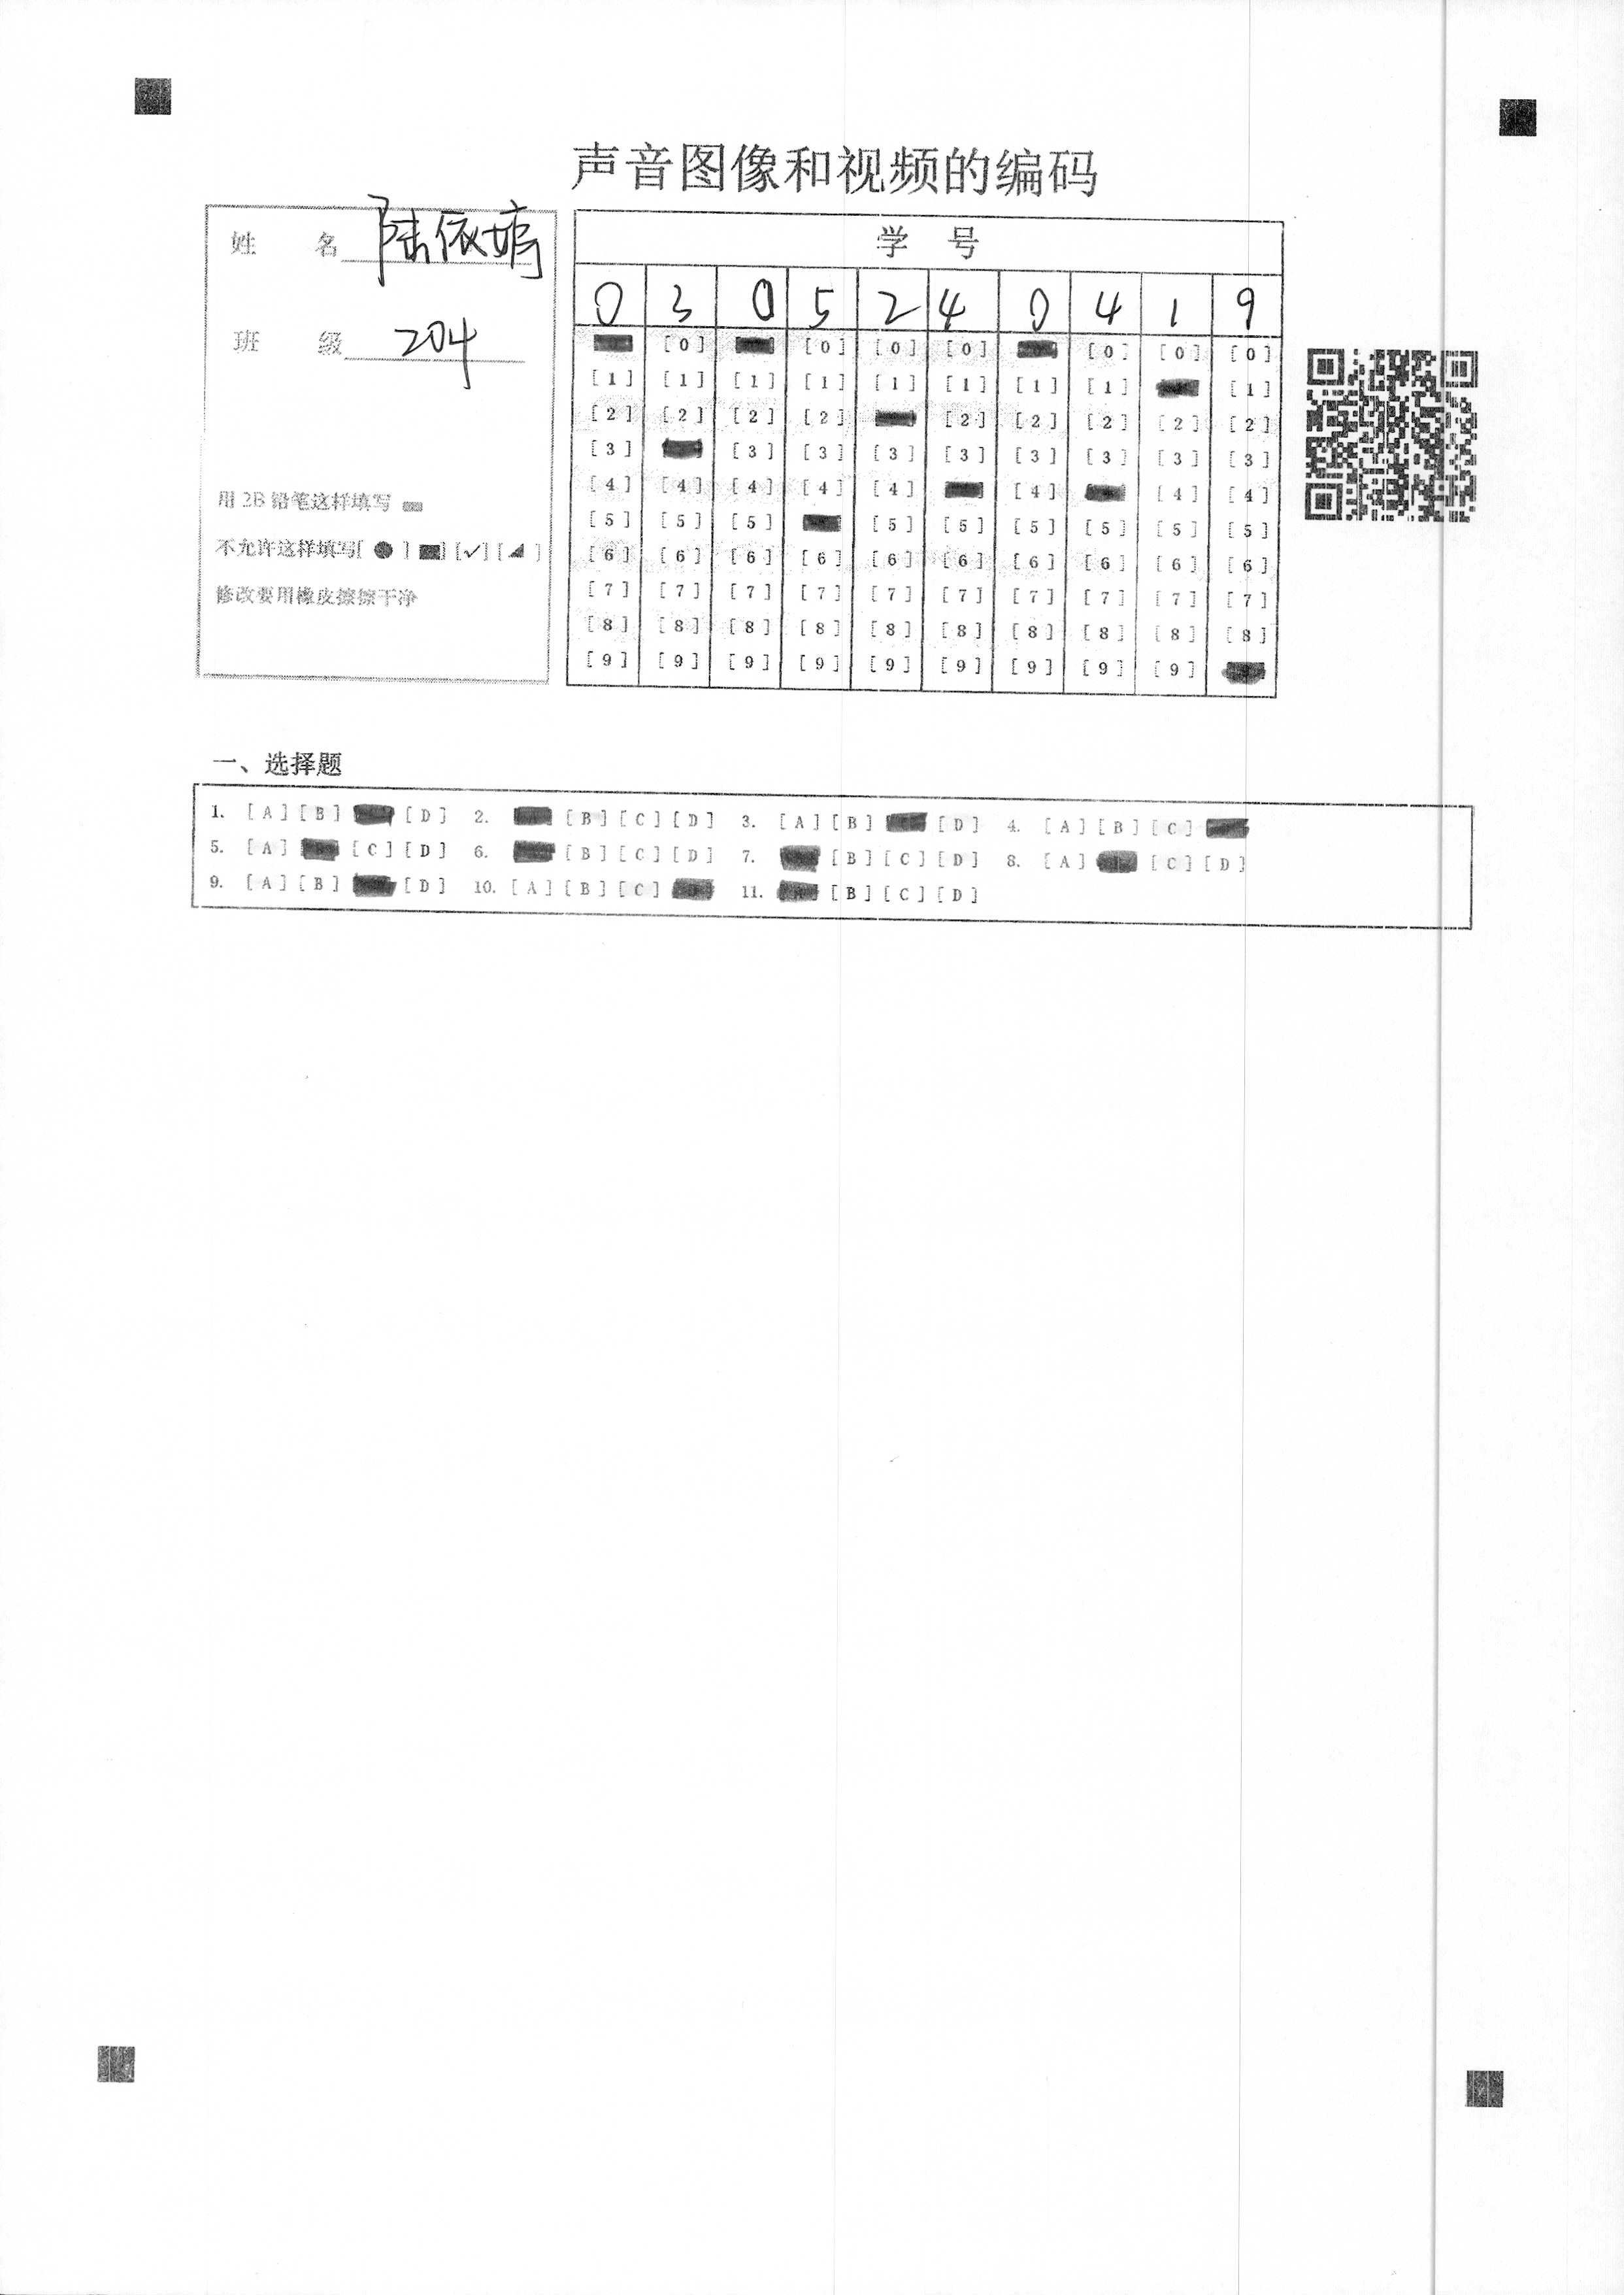 声音图像和视频的编码
姓 名 陆依婷
班 级 204
用 2B 铅笔这样填写
不允许这样填写[ ● ] ■] [✓] [◢ ]
修改要用橡皮擦擦干净
学 号
0 3 0 5 2 4 0 4 1 9
[0] [0] [0] [0] [0] [0] [0]
[1] [1] [1] [1] [1] [1] [1] [1] [1]
[2] [2] [2] [2] [2] [2] [2] [2] [2]
[3] [3] [3] [3] [3] [3] [3] [3] [3]
[4] [4] [4] [4] [4] [4] [4] [4]
[5] [5] [5] [5] [5] [5] [5] [5] [5]
[6] [6] [6] [6] [6] [6] [6] [6] [6] [6]
[7] [7] [7] [7] [7] [7] [7] [7] [7] [7]
[8] [8] [8] [8] [8] [8] [8] [8] [8] [8]
[9] [9] [9] [9] [9] [9] [9] [9] [9]
一、选择题
1. [A] [B] [D] 2. [B] [C] [D] 3. [A] [B] [D] 4. [A] [B] [C]
5. [A] [C] [D] 6. [B] [C] [D] 7. [B] [C] [D] 8. [A] [C] [D]
9. [A] [B] [D] 10. [A] [B] [C] 11. [B] [C] [D]